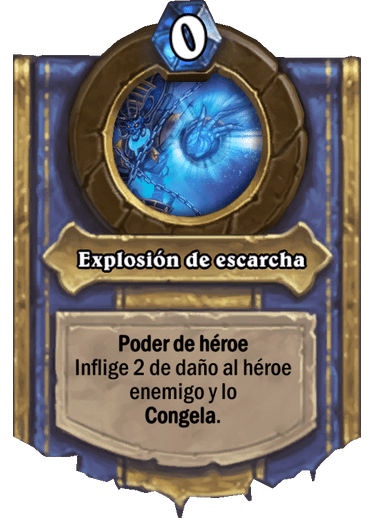 0
Explosión de escarcha
Poder de héroe
Inflige 2 de daño al héroe
enemigo y lo
Congela.